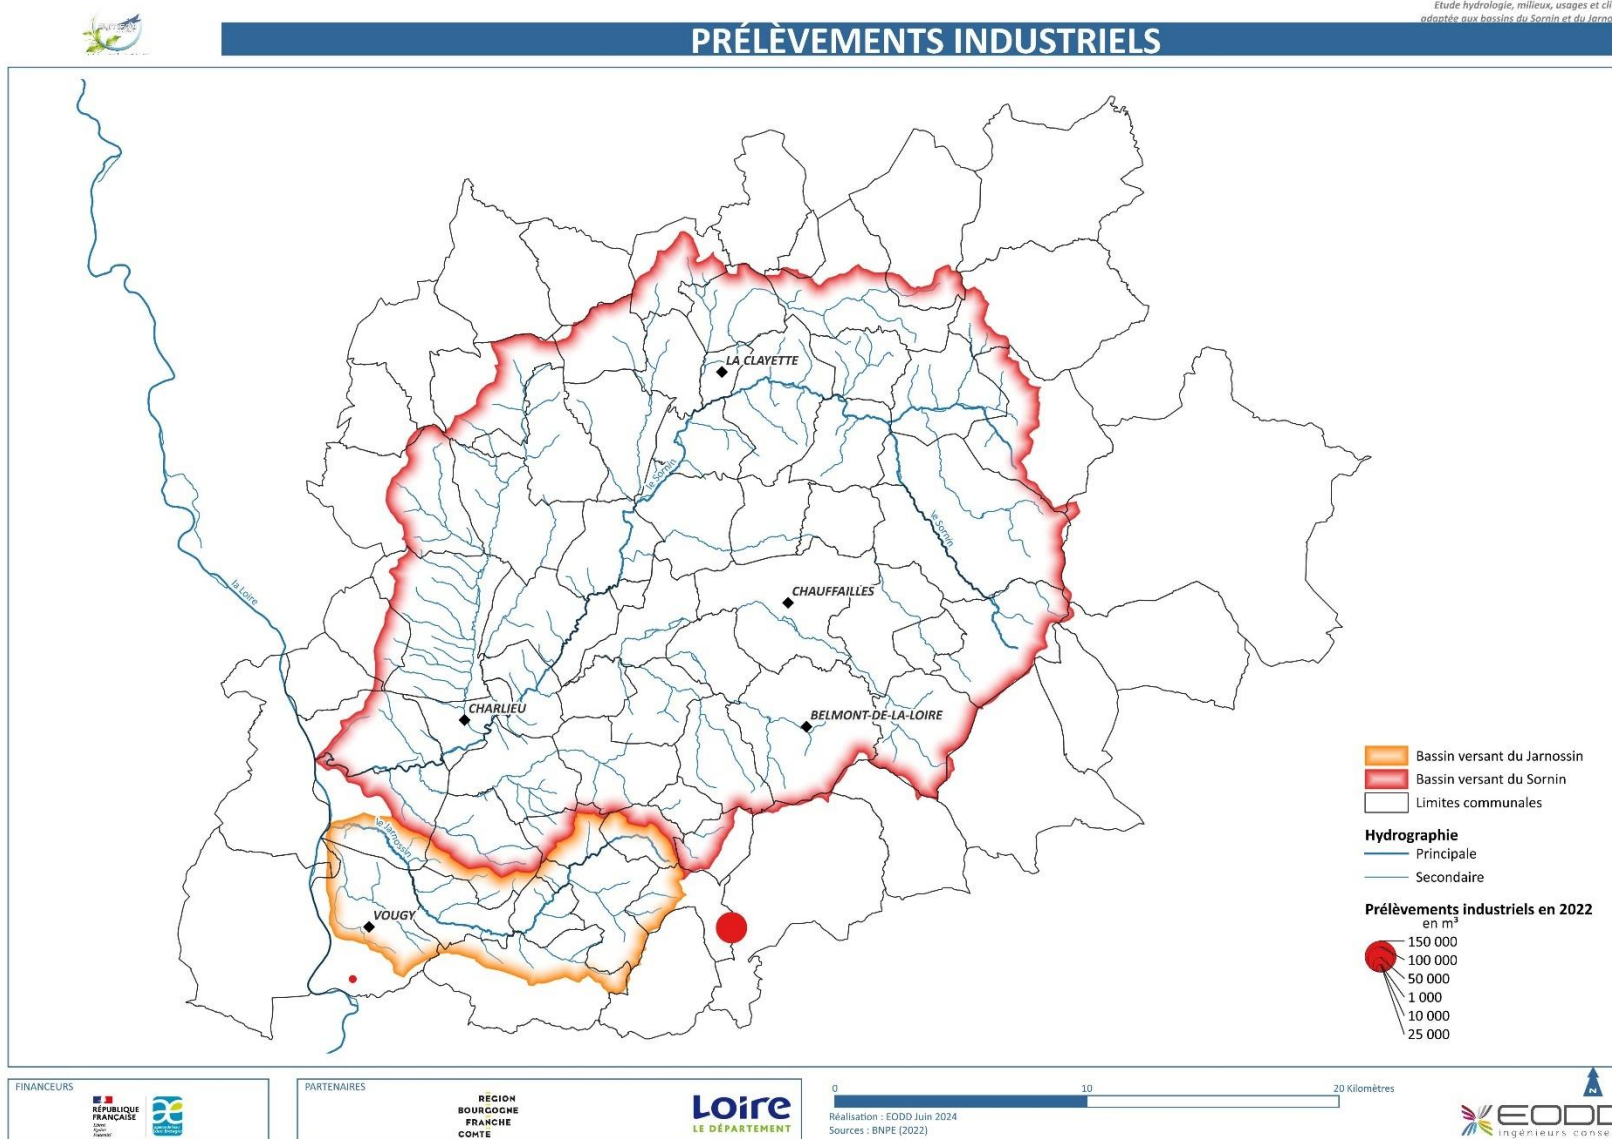 Etude hydrologie, milieux, usages et cli
adaptée aux bassins du Sornin et du Jarno
PRÉLÈVEMENTS INDUSTRIELS
LA CLAYETTE
le Sornin
le Sornin
la Loire
CHAUFFAILLES
CHARLIEU
BELMONT-DE-LA-LOIRE
le Jarnossin
VOUGY
Bassin versant du Jarnossin
Bassin versant du Sornin
Limites communales
Hydrographie
Principale
Secondaire
Prélèvements industriels en 2022
en m³
150 000
100 000
50 000
1 000
10 000
25 000
FINANCEURS
RÉPUBLIQUE
FRANÇAISE
Liberté
Égalité
Fraternité
PARTENAIRES
REGION
BOURGOGNE
FRANCHE
COMTE
Loire
LE DÉPARTEMENT
0 10 20 Kilomètres
Réalisation : EODD Juin 2024
Sources : BNPE (2022)
N
EODD
ingénieurs conse